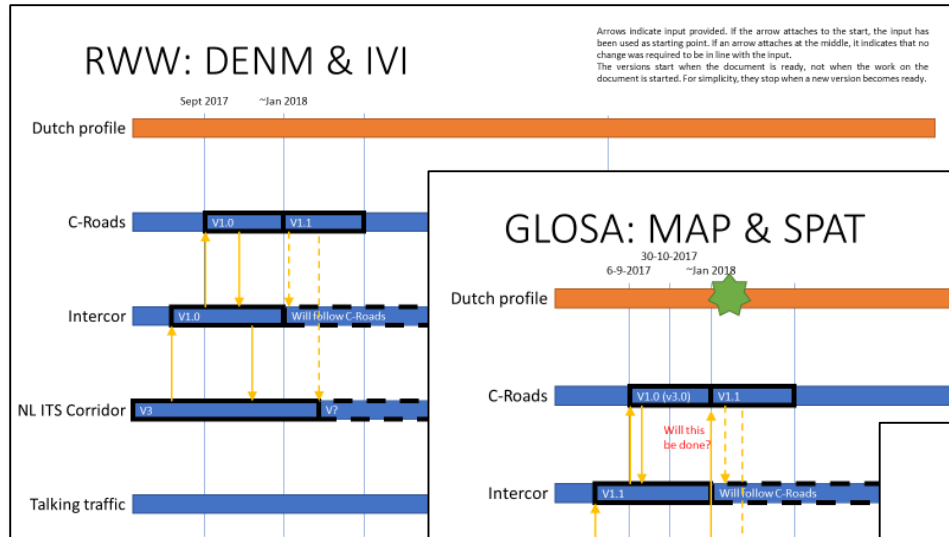 RWW: DENM & IVI
Arrows indicate input provided. If the arrow attaches to the start, the input has
been used as starting point. If an arrow attaches at the middle, it indicates that no
change was required to be in line with the input.
The versions start when the document is ready, not when the work on the
document is started. For simplicity, they stop when a new version becomes ready.
Sept 2017 ~Jan 2018
Dutch profile
C-Roads V1.0 V1.1
Intercor V1.0 Will follow C-Roads
NL ITS Corridor V3 V?
Talking traffic
GLOSA: MAP & SPAT
30-10-2017
6-9-2017 ~Jan 2018
Dutch profile
C-Roads V1.0 (v3.0) V1.1
Will this
be done?
Intercor V1.1 Will follow C-Roads